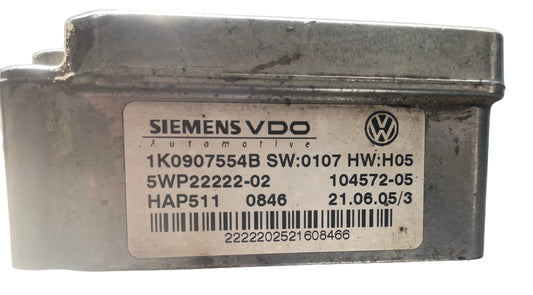 SIEMENS VDO
Automotive
1K0907554B SW:0107 HW:H05
5WP22222-02 104572-05
HAP511 0846 21.06.05/3
2222202521608466